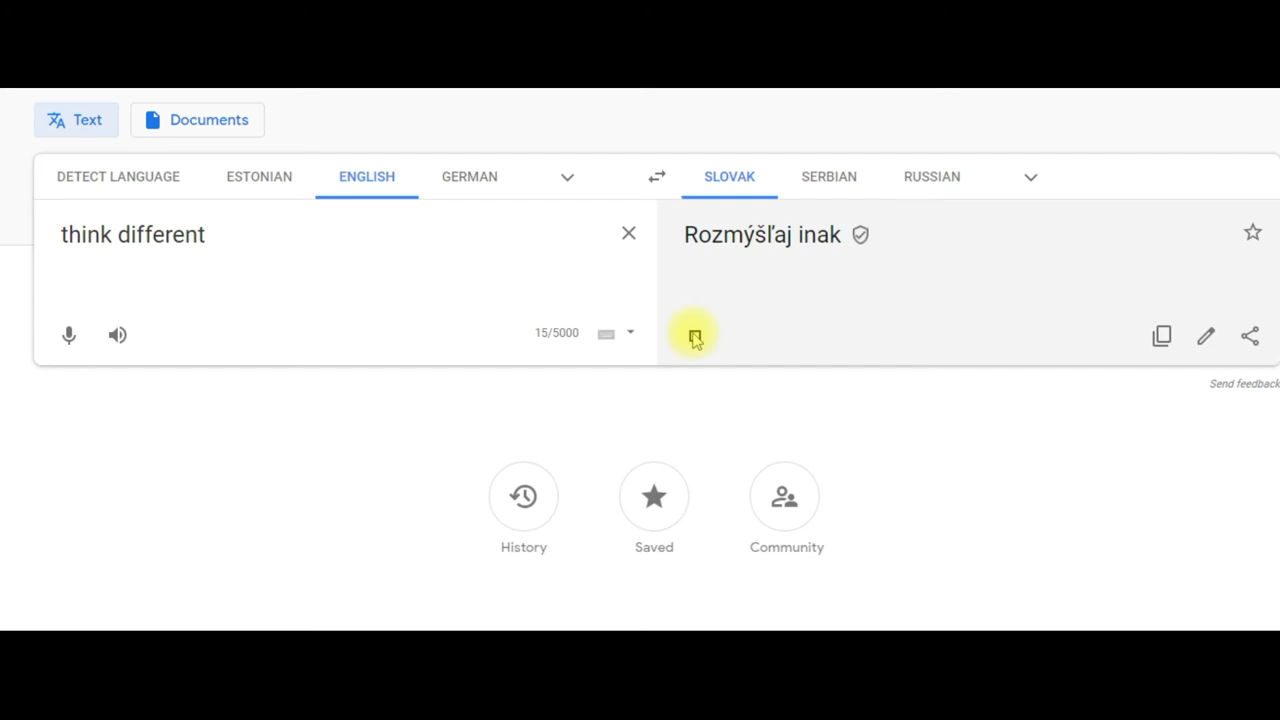 Text
Documents
DETECT LANGUAGE
ESTONIAN
ENGLISH
GERMAN
SLOVAK
SERBIAN
RUSSIAN
think different
Rozmýšľaj inak
15/5000
Send feedback
History
Saved
Community